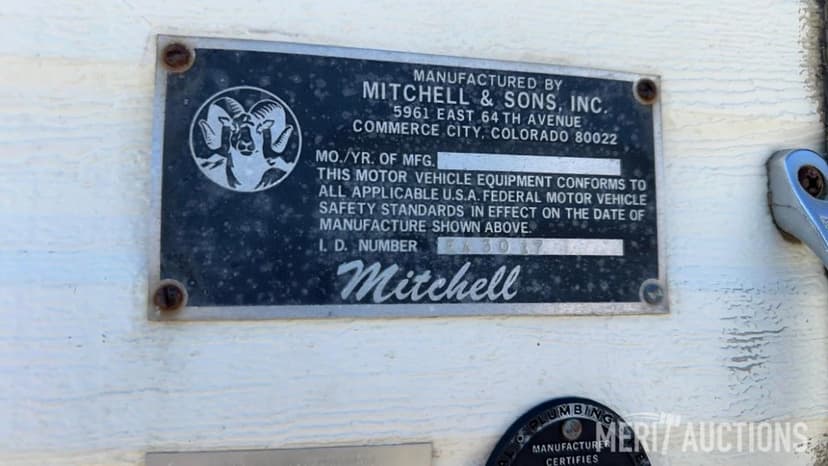 MANUFACTURED BY
MITCHELL & SONS, INC.
5961 EAST 64TH AVENUE
COMMERCE CITY, COLORADO 80022
MO./YR. OF MFG.
THIS MOTOR VEHICLE EQUIPMENT CONFORMS TO
ALL APPLICABLE U.S.A. FEDERAL MOTOR VEHICLE
SAFETY STANDARDS IN EFFECT ON THE DATE OF
MANUFACTURE SHOWN ABOVE.
I. D. NUMBER
Mitchell
PLUMBING
MANUFACTURER
CERTIFIES
MERIT AUCTIONS